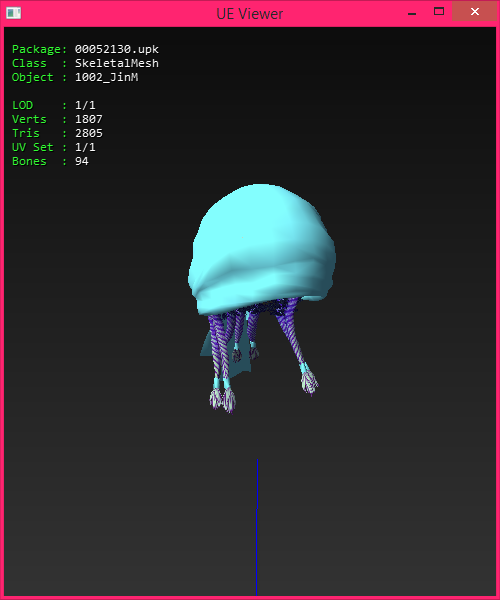 UE Viewer
Package: 00052130.upk
Class  : SkeletalMesh
Object : 1002_JinM
LOD    : 1/1
Verts  : 1807
Tris   : 2805
UV Set : 1/1
Bones  : 94